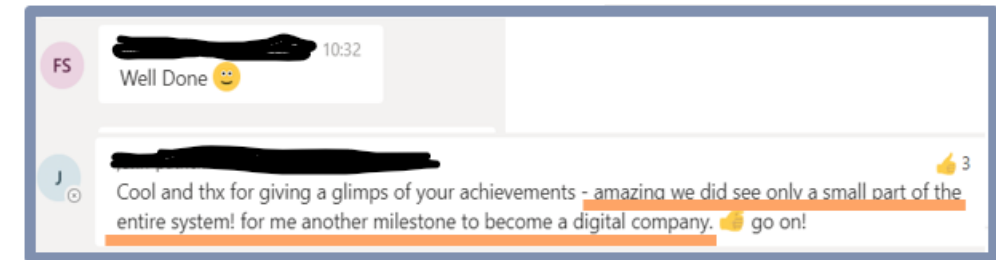 FS
10:32
Well Done 🙂
J
👍 3
Cool and thx for giving a glimps of your achievements - amazing we did see only a small part of the
entire system! for me another milestone to become a digital company. 👍 go on!